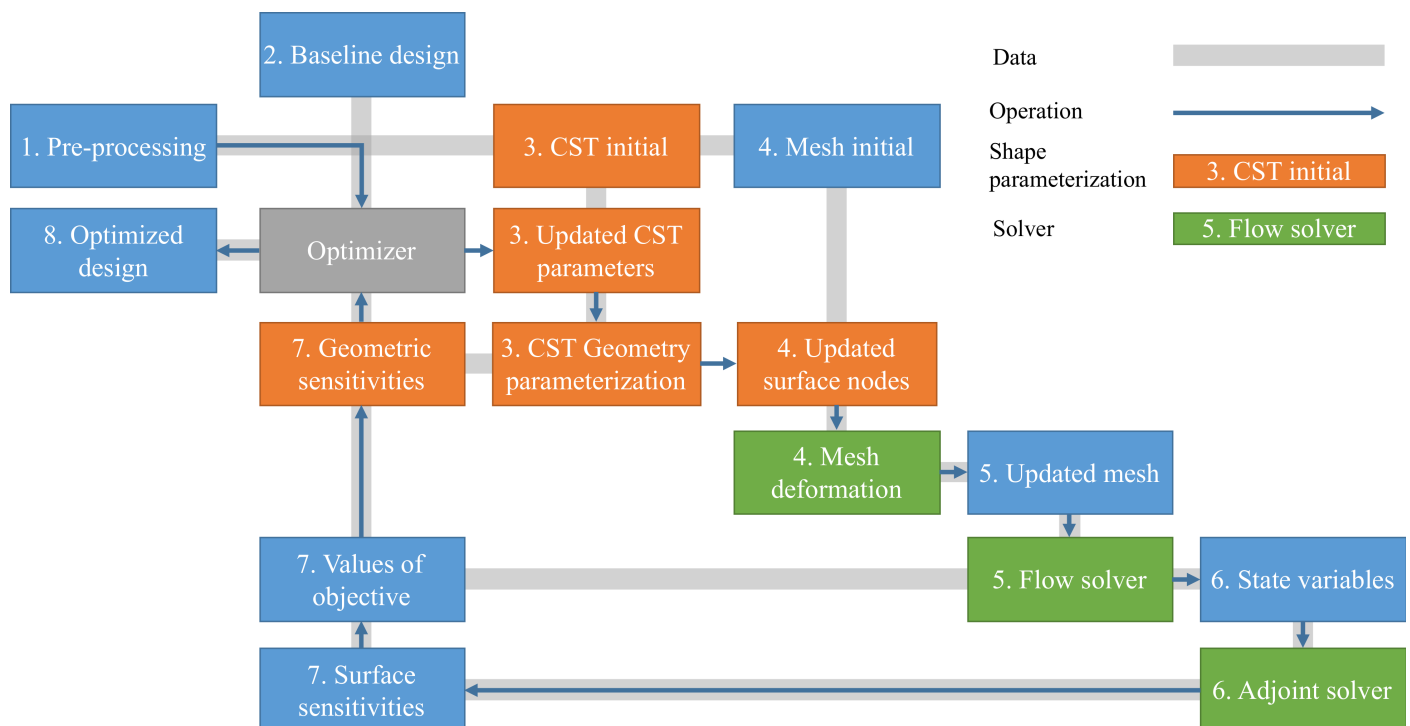 2. Baseline design
1. Pre-processing
3. CST initial
4. Mesh initial
8. Optimized
design
Optimizer
3. Updated CST
parameters
7. Geometric
sensitivities
3. CST Geometry
parameterization
4. Updated
surface nodes
4. Mesh
deformation
5. Updated mesh
7. Values of
objective
5. Flow solver
6. State variables
7. Surface
sensitivities
6. Adjoint solver
Data
Operation
Shape
parameterization
3. CST initial
Solver
5. Flow solver